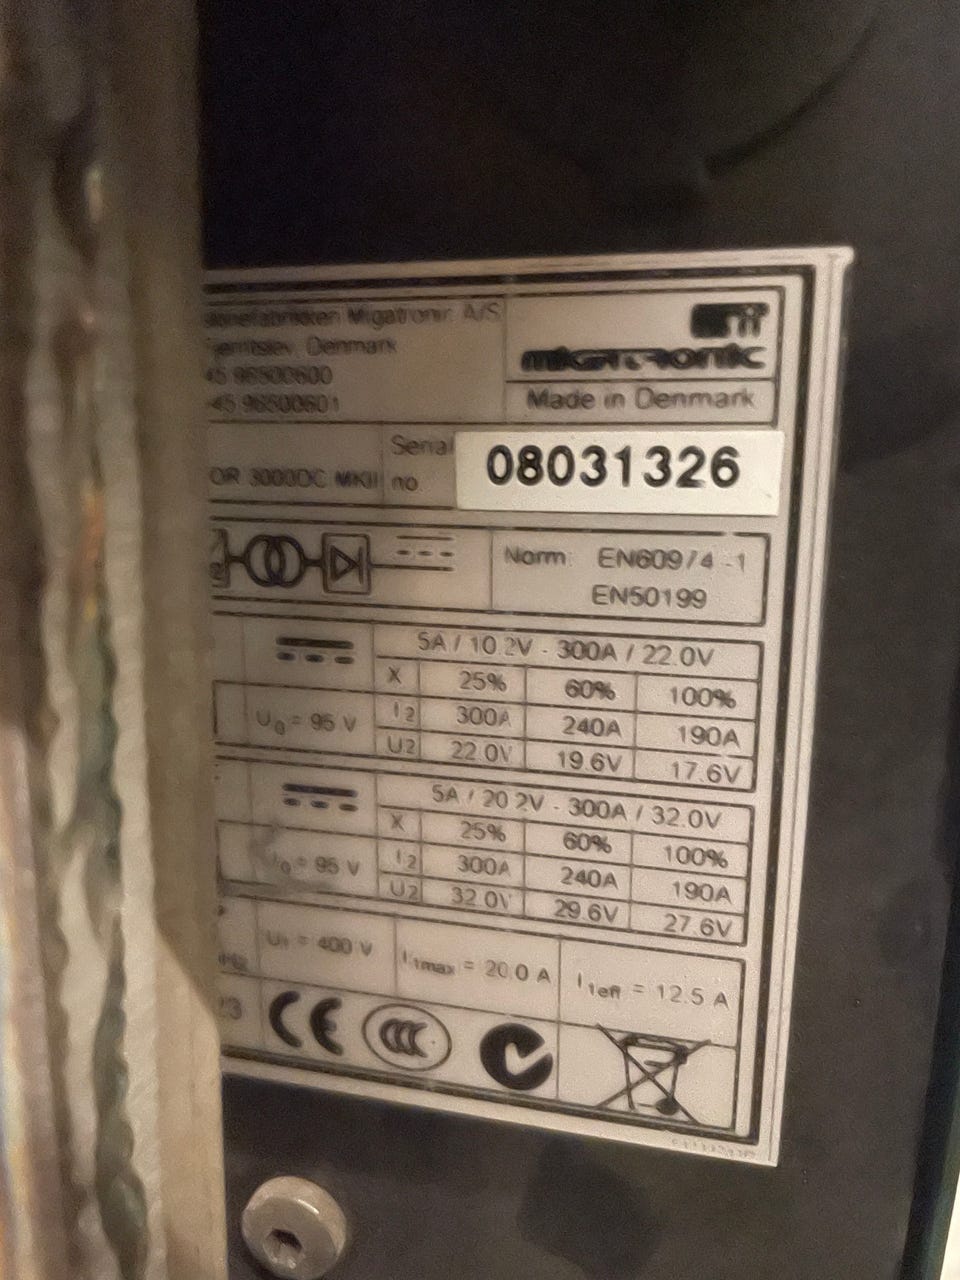 Migatronic A/S
Denmark
45 96500600
45 96500601
migatronic
Made in Denmark
OR 3000DC MKII
Serial no. 08031326
Norm: EN60974-1
EN50199
5A / 10.2V - 300A / 22.0V
X 25% 60% 100%
U0 = 95 V
I2 300A 240A 190A
U2 22.0V 19.6V 17.6V
5A / 20.2V - 300A / 32.0V
X 25% 60% 100%
U0 = 95 V
I2 300A 240A 190A
U2 32.0V 29.6V 27.6V
Hz
U1 = 400 V
I1max = 20.0 A
I1eff = 12.5 A
23
CE
CCC